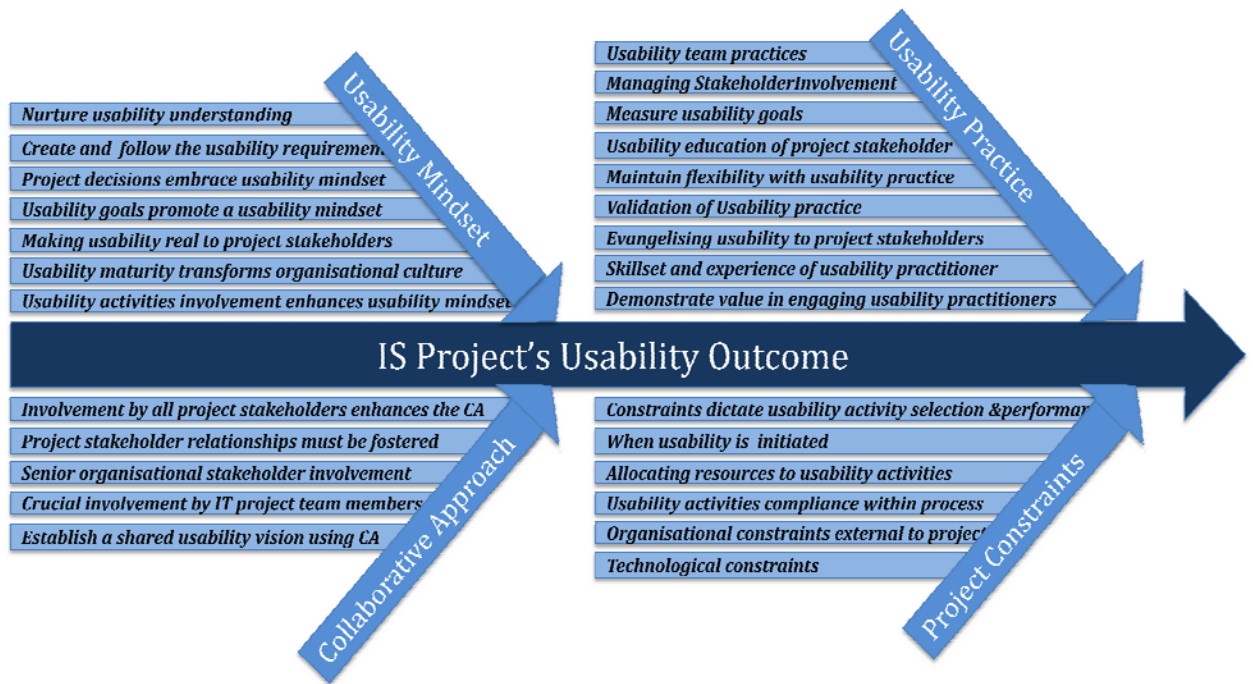 Usability Mindset
Nurture usability understanding
Create and follow the usability requirement
Project decisions embrace usability mindset
Usability goals promote a usability mindset
Making usability real to project stakeholders
Usability maturity transforms organisational culture
Usability activities involvement enhances usability mindset
Usability Practice
Usability team practices
Managing StakeholderInvolvement
Measure usability goals
Usability education of project stakeholder
Maintain flexibility with usability practice
Validation of Usability practice
Evangelising usability to project stakeholders
Skillset and experience of usability practitioner
Demonstrate value in engaging usability practitioners
IS Project's Usability Outcome
Involvement by all project stakeholders enhances the CA
Project stakeholder relationships must be fostered
Senior organisational stakeholder involvement
Crucial involvement by IT project team members
Establish a shared usability vision using CA
Collaborative Approach
Constraints dictate usability activity selection &performan
When usability is initiated
Allocating resources to usability activities
Usability activities compliance within process
Organisational constraints external to project
Technological constraints
Project Constraints